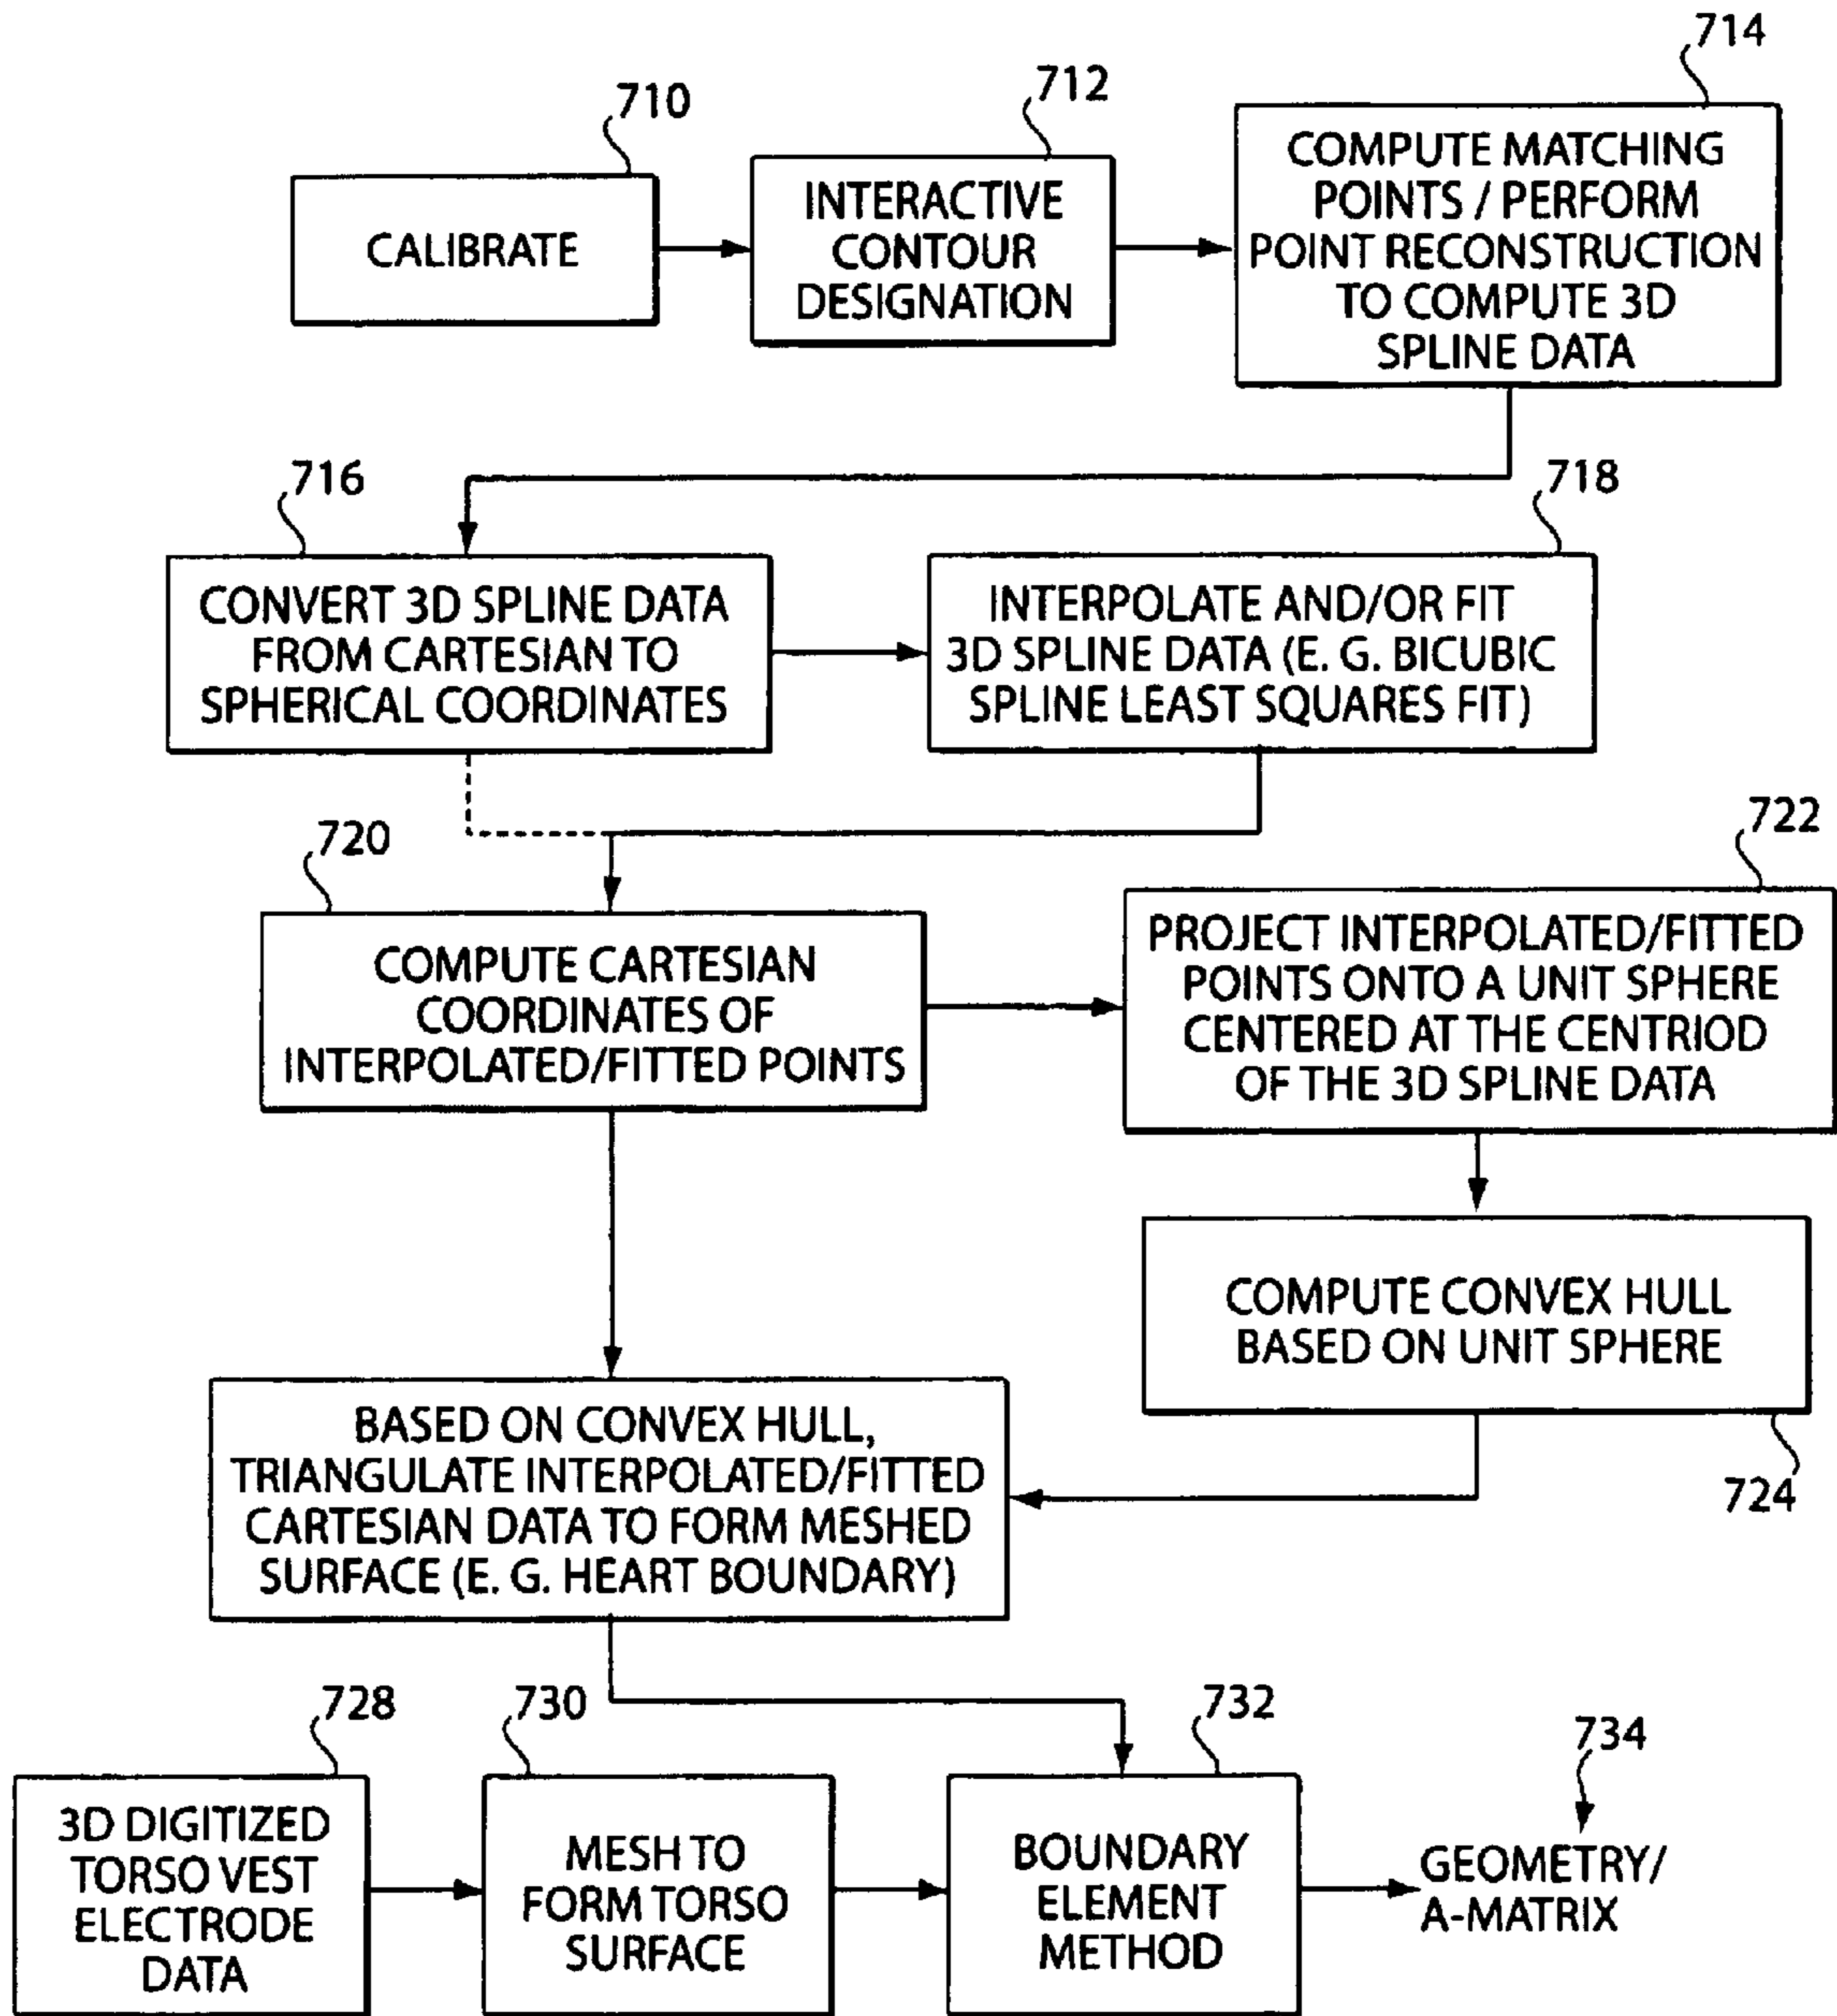 710
CALIBRATE
712
INTERACTIVE
CONTOUR
DESIGNATION
714
COMPUTE MATCHING
POINTS / PERFORM
POINT RECONSTRUCTION
TO COMPUTE 3D
SPLINE DATA
716
CONVERT 3D SPLINE DATA
FROM CARTESIAN TO
SPHERICAL COORDINATES
718
INTERPOLATE AND/OR FIT
3D SPLINE DATA (E. G. BICUBIC
SPLINE LEAST SQUARES FIT)
720
COMPUTE CARTESIAN
COORDINATES OF
INTERPOLATED/FITTED POINTS
722
PROJECT INTERPOLATED/FITTED
POINTS ONTO A UNIT SPHERE
CENTERED AT THE CENTRIOD
OF THE 3D SPLINE DATA
COMPUTE CONVEX HULL
BASED ON UNIT SPHERE
724
BASED ON CONVEX HULL,
TRIANGULATE INTERPOLATED/FITTED
CARTESIAN DATA TO FORM MESHED
SURFACE (E. G. HEART BOUNDARY)
728
3D DIGITIZED
TORSO VEST
ELECTRODE
DATA
730
MESH TO
FORM TORSO
SURFACE
732
BOUNDARY
ELEMENT
METHOD
734
GEOMETRY/
A-MATRIX